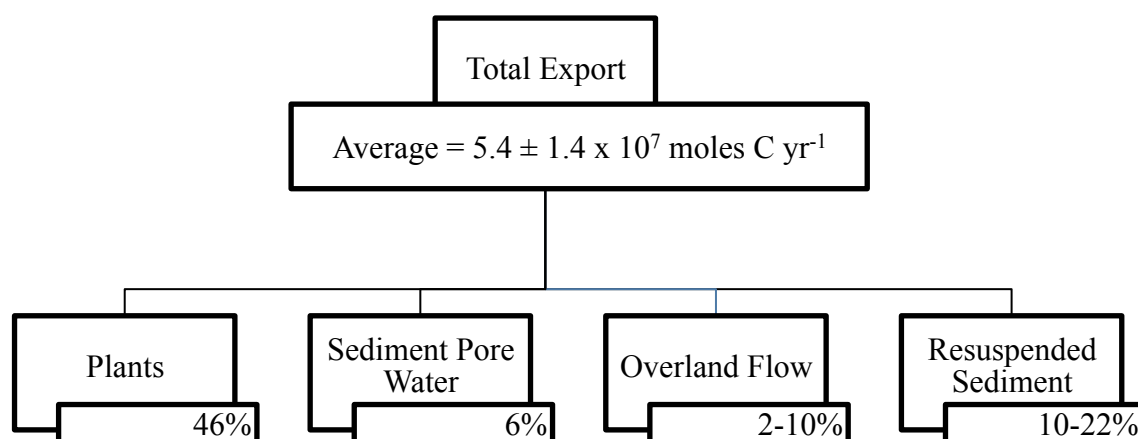 Total Export
Average = 5.4 ± 1.4 x 10⁷ moles C yr⁻¹
Plants
46%
Sediment Pore
Water
6%
Overland Flow
2-10%
Resuspended
Sediment
10-22%